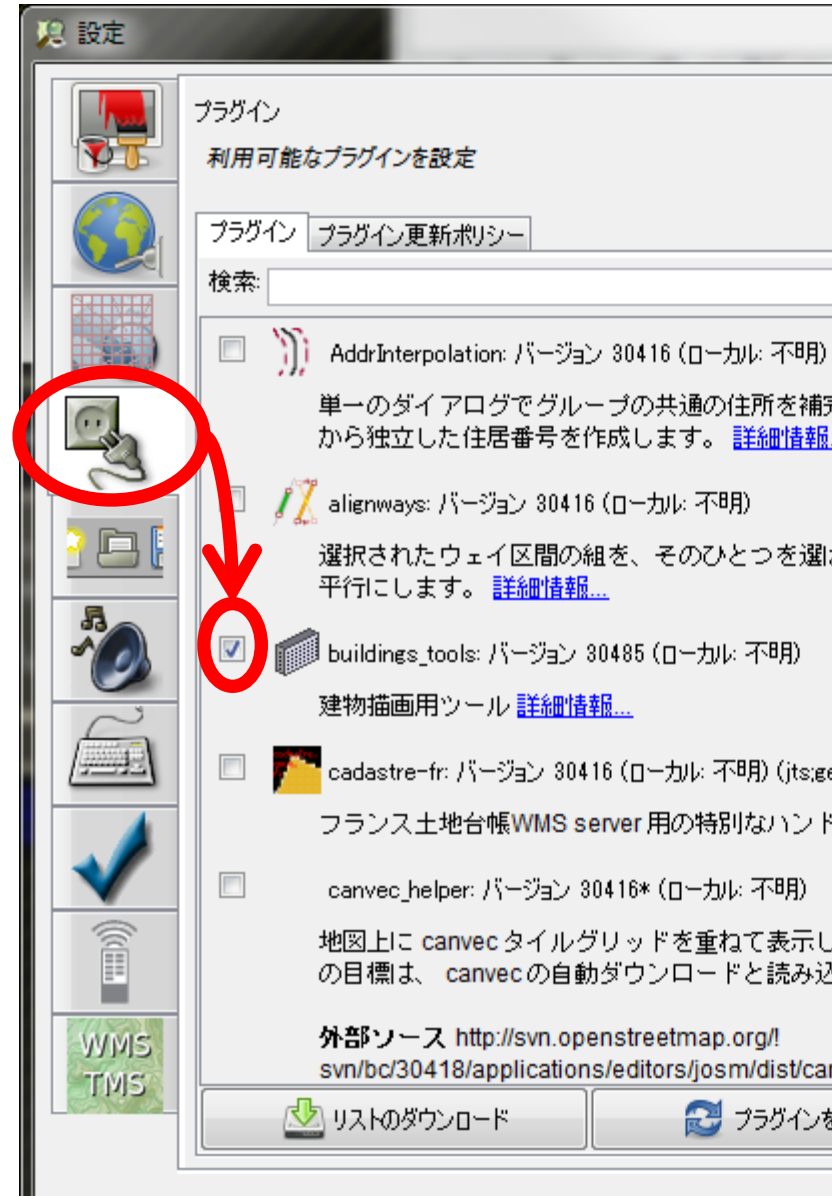 設定
プラグイン
利用可能なプラグインを設定
プラグイン プラグイン更新ポリシー
検索:
AddrInterpolation: バージョン 30416 (ローカル: 不明)
単一のダイアログでグループの共通の住所を補完
から独立した住居番号を作成します。 詳細情報...
alignways: バージョン 30416 (ローカル: 不明)
選択されたウェイ区間の組を、そのひとつを選
平行にします。 詳細情報...
buildings_tools: バージョン 30485 (ローカル: 不明)
建物描画用ツール 詳細情報...
cadastre-fr: バージョン 30416 (ローカル: 不明) (jts;ge
フランス土地台帳WMS server 用の特別なハンド
canvec_helper: バージョン 30416* (ローカル: 不明)
地図上に canvec タイルグリッドを重ねて表示し
の目標は、 canvec の自動ダウンロードと読み込
外部ソース http://svn.openstreetmap.org/!
svn/bc/30418/applications/editors/josm/dist/can
WMS
TMS
リストのダウンロード プラグインを